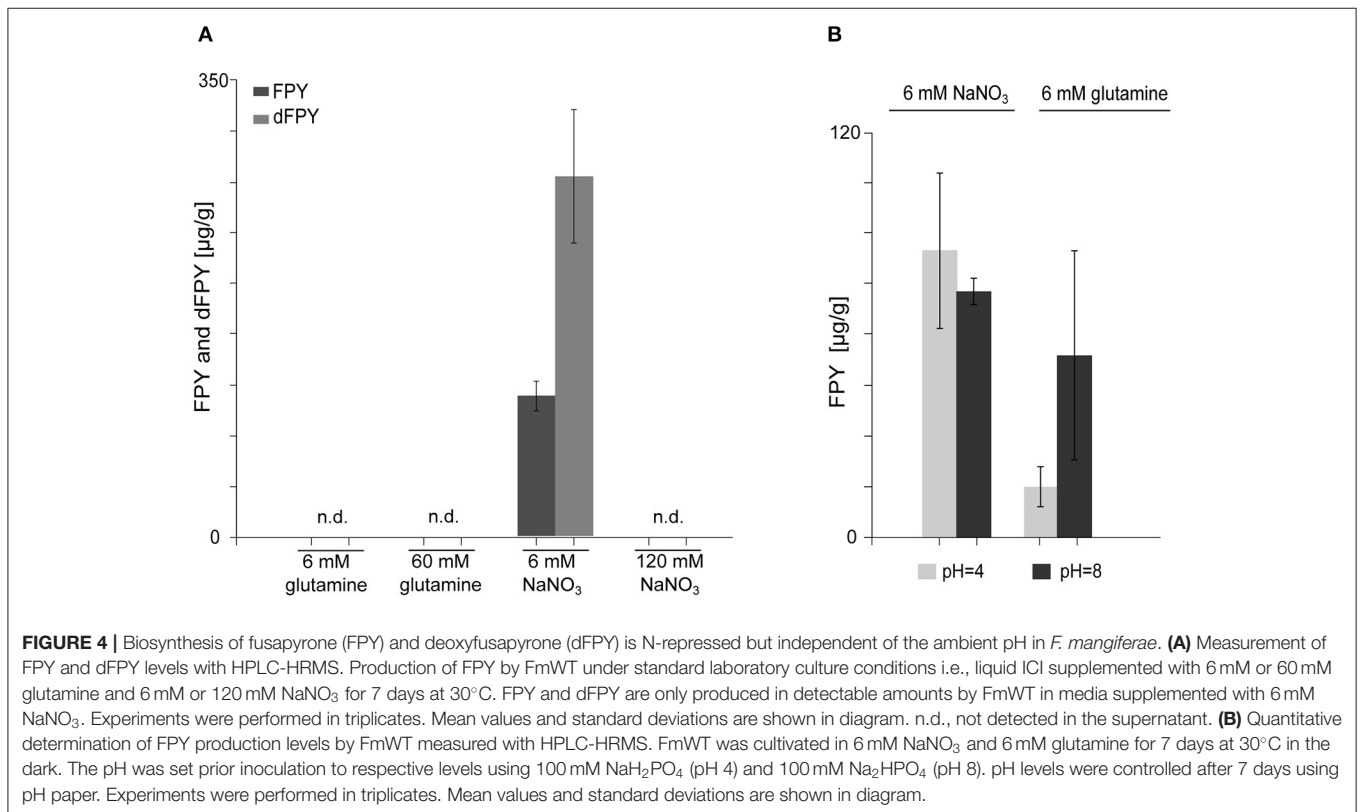 A
350
FPY
dFPY
FPY and dFPY [µg/g]
0
n.d.
n.d.
n.d.
6 mM
glutamine
60 mM
glutamine
6 mM
NaNO₃
120 mM
NaNO₃
B
6 mM NaNO₃
6 mM glutamine
120
FPY [µg/g]
0
pH=4
pH=8
FIGURE 4 | Biosynthesis of fusapyrone (FPY) and deoxyfusapyrone (dFPY) is N-repressed but independent of the ambient pH in F. mangiferae. (A) Measurement of
FPY and dFPY levels with HPLC-HRMS. Production of FPY by FmWT under standard laboratory culture conditions i.e., liquid ICI supplemented with 6 mM or 60 mM
glutamine and 6 mM or 120 mM NaNO₃ for 7 days at 30°C. FPY and dFPY are only produced in detectable amounts by FmWT in media supplemented with 6 mM
NaNO₃. Experiments were performed in triplicates. Mean values and standard deviations are shown in diagram. n.d., not detected in the supernatant. (B) Quantitative
determination of FPY production levels by FmWT measured with HPLC-HRMS. FmWT was cultivated in 6 mM NaNO₃ and 6 mM glutamine for 7 days at 30°C in the
dark. The pH was set prior inoculation to respective levels using 100 mM NaH₂PO₄ (pH 4) and 100 mM Na₂HPO₄ (pH 8). pH levels were controlled after 7 days using
pH paper. Experiments were performed in triplicates. Mean values and standard deviations are shown in diagram.